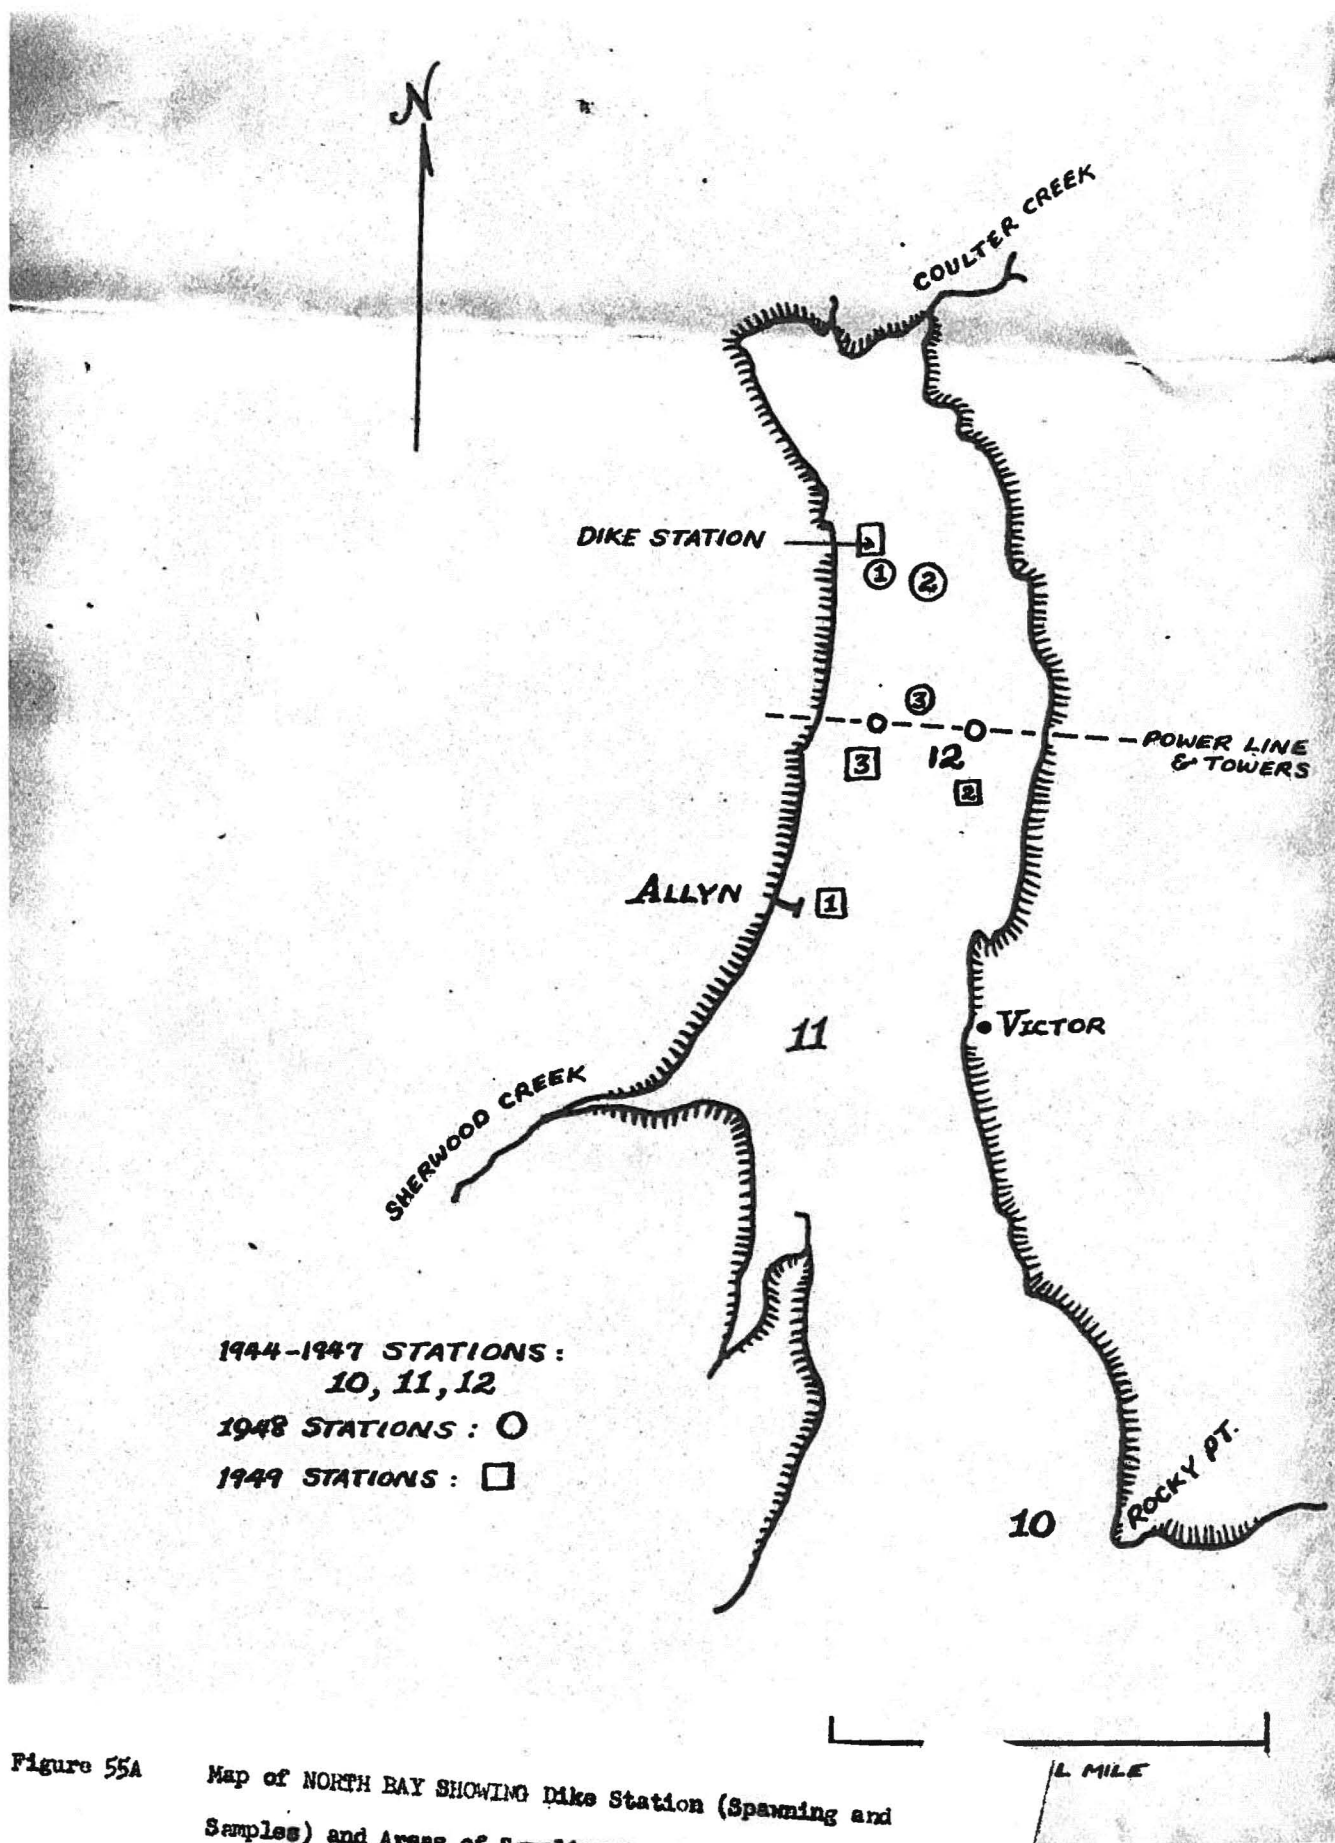 N
COULTER CREEK
DIKE STATION
1
2
3
POWER LINE
& TOWERS
3
12
2
ALLYN
1
11
VICTOR
SHERWOOD CREEK
1944-1947 STATIONS:
10, 11, 12
1948 STATIONS:
1949 STATIONS:
10
ROCKY PT.
1 MILE
Figure 55A
Map of NORTH BAY SHOWING Dike Station (Spawning and
Samples) and Areas of